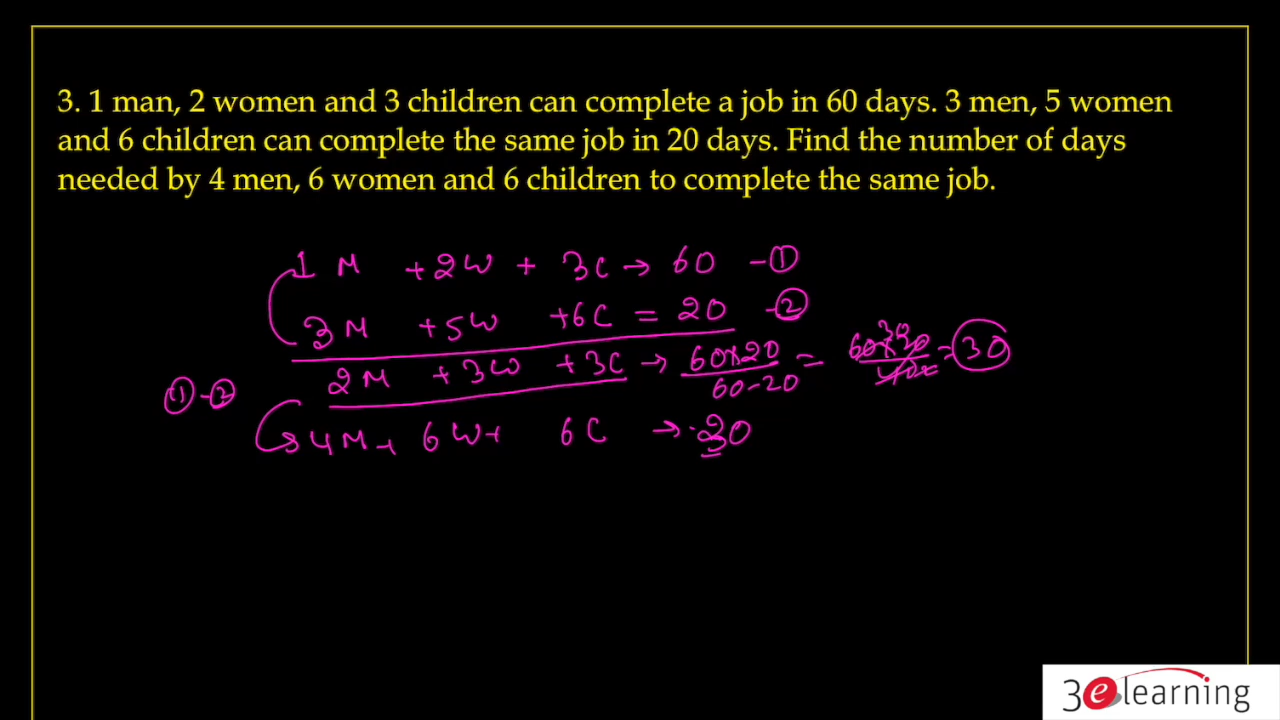 3. 1 man, 2 women and 3 children can complete a job in 60 days. 3 men, 5 women
and 6 children can complete the same job in 20 days. Find the number of days
needed by 4 men, 6 women and 6 children to complete the same job.
1 M + 2W + 3C → 60 - ①
3 M + 5W + 6C = 20 - ②
① - ② 2M + 3W + 3C → 60×20 / 60-20 = = 30
4M + 6W + 6C →
3elearning